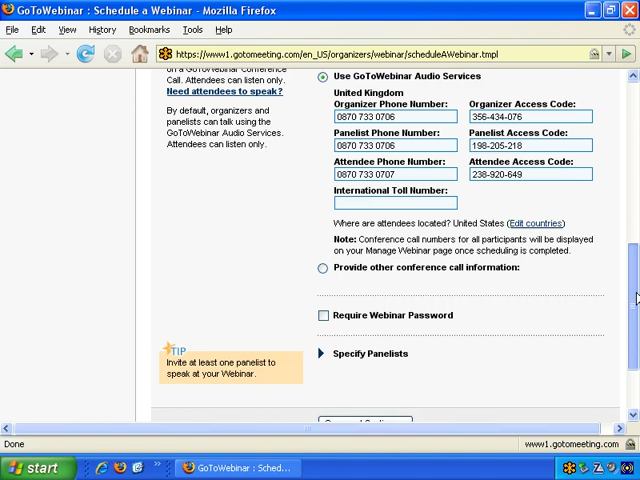 GoToWebinar : Schedule a Webinar - Mozilla Firefox
File Edit View History Bookmarks Tools Help
https://www1.gotomeeting.com/en_US/organizers/webinar/scheduleAWebinar.tmpl
on a GoToWebinar Conference
Call. Attendees can listen only.
Need attendees to speak?
By default, organizers and
panelists can talk using the
GoToWebinar Audio Services.
Attendees can listen only.
Use GoToWebinar Audio Services
United Kingdom
Organizer Phone Number: Organizer Access Code:
0870 733 0706 356-434-076
Panelist Phone Number: Panelist Access Code:
0870 733 0706 198-205-218
Attendee Phone Number: Attendee Access Code:
0870 733 0707 238-920-649
International Toll Number:
Where are attendees located? United States (Edit countries)
Note: Conference call numbers for all participants will be displayed
on your Manage Webinar page once scheduling is completed.
Provide other conference call information:
Require Webinar Password
TIP
Invite at least one panelist to
speak at your Webinar.
Specify Panelists
Done www1.gotomeeting.com
start GoToWebinar : Sched...